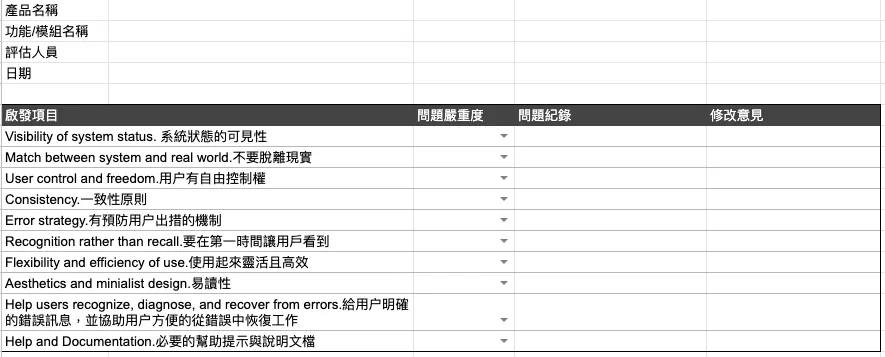 產品名稱
功能/模組名稱
評估人員
日期
啟發項目 問題嚴重度 問題紀錄 修改意見
Visibility of system status. 系統狀態的可見性
Match between system and real world.不要脫離現實
User control and freedom.用户有自由控制權
Consistency.一致性原則
Error strategy.有預防用户出措的機制
Recognition rather than recall.要在第一時間讓用戶看到
Flexibility and efficiency of use.使用起來靈活且高效
Aesthetics and minialist design.易讀性
Help users recognize, diagnose, and recover from errors.給用户明確
的錯誤訊息，並協助用户方便的從錯誤中恢復工作
Help and Documentation.必要的幫助提示與說明文檔